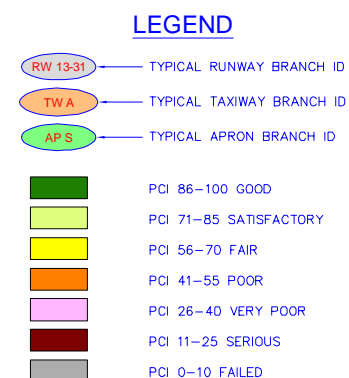 LEGEND
RW 13-31 TYPICAL RUNWAY BRANCH ID
TW A TYPICAL TAXIWAY BRANCH ID
AP S TYPICAL APRON BRANCH ID
PCI 86-100 GOOD
PCI 71-85 SATISFACTORY
PCI 56-70 FAIR
PCI 41-55 POOR
PCI 26-40 VERY POOR
PCI 11-25 SERIOUS
PCI 0-10 FAILED